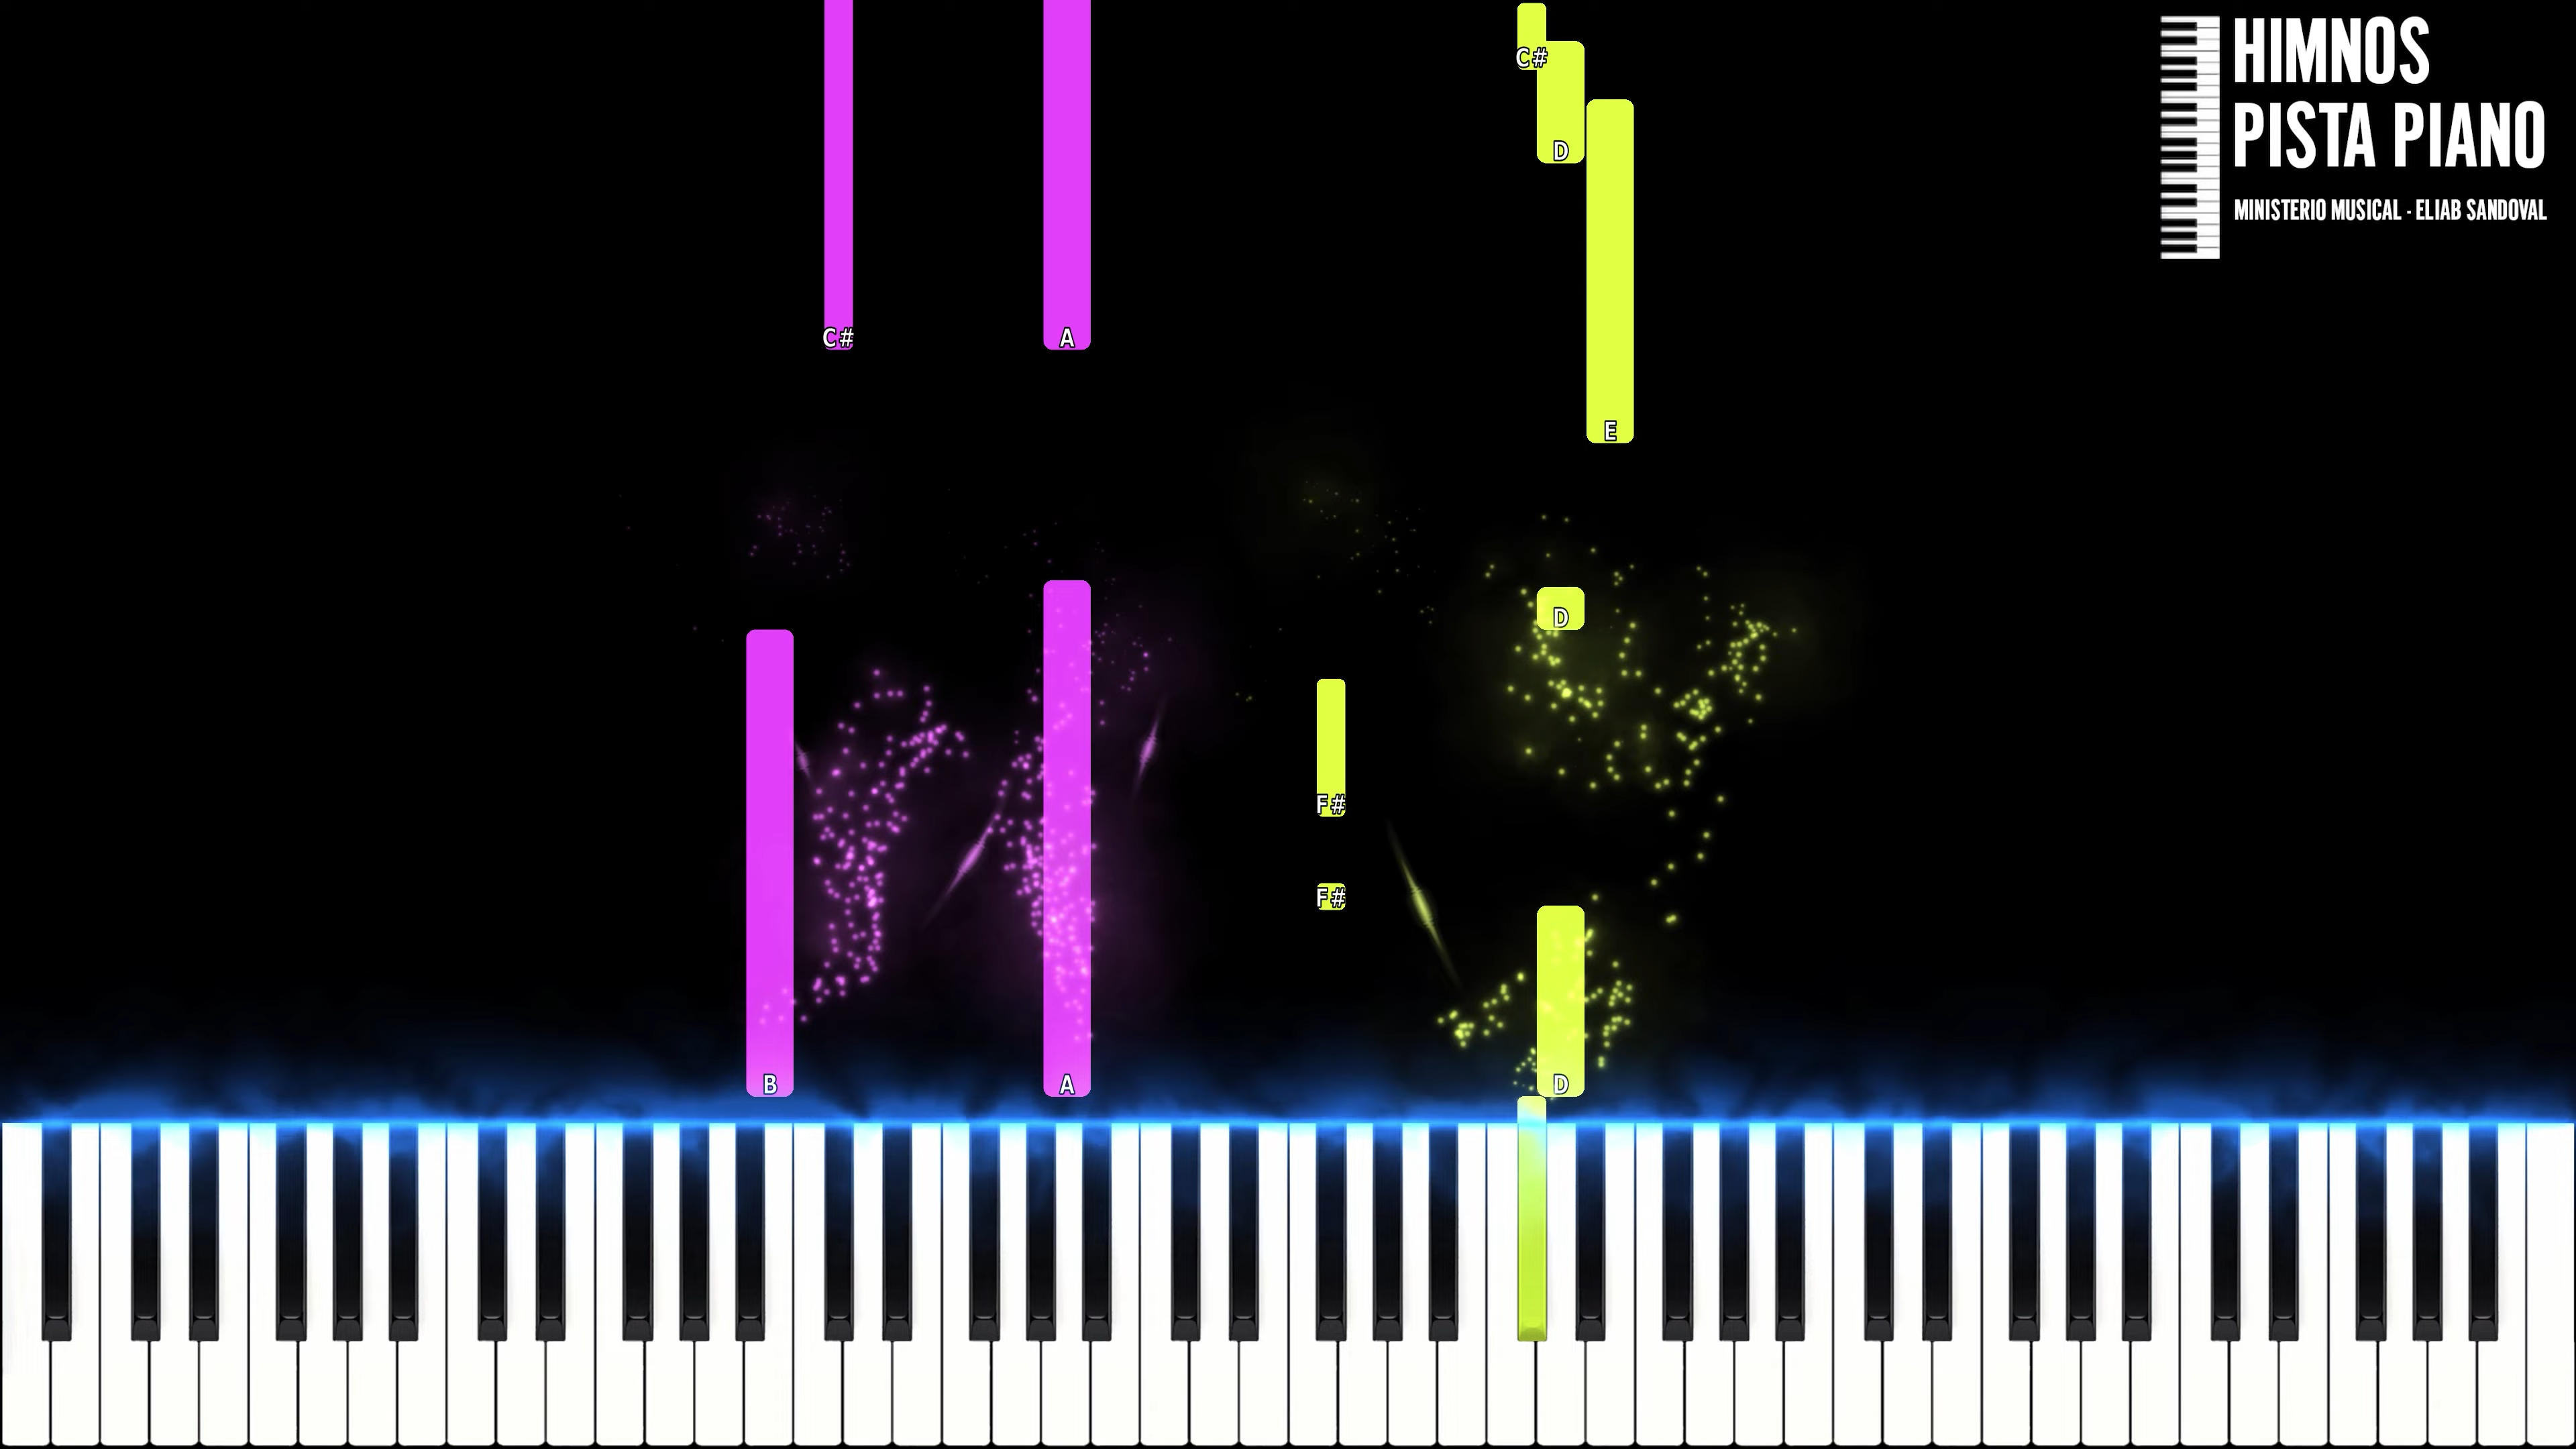 HIMNOS
PISTA PIANO
MINISTERIO MUSICAL - ELIAB SANDOVAL
C#
D
C#
A
E
D
F#
F#
B
A
D